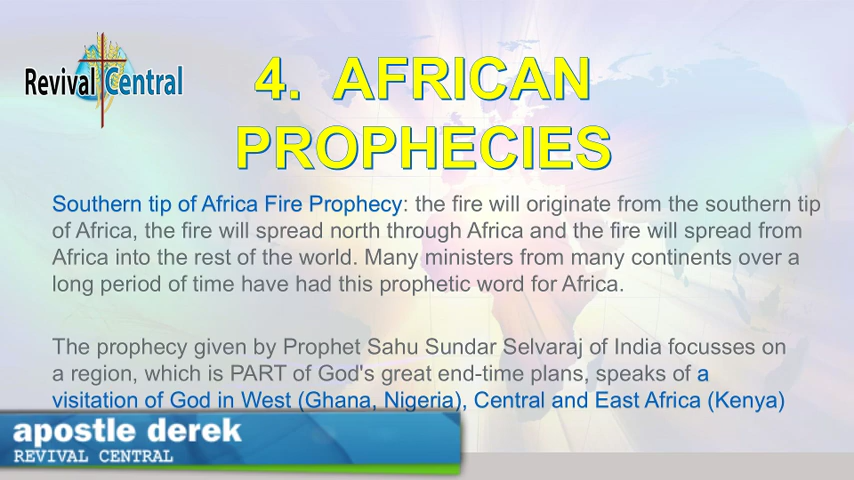 Revival Central
4. AFRICAN
PROPHECIES
Southern tip of Africa Fire Prophecy: the fire will originate from the southern tip
of Africa, the fire will spread north through Africa and the fire will spread from
Africa into the rest of the world. Many ministers from many continents over a
long period of time have had this prophetic word for Africa.
The prophecy given by Prophet Sahu Sundar Selvaraj of India focusses on
a region, which is PART of God's great end-time plans, speaks of a
visitation of God in West (Ghana, Nigeria), Central and East Africa (Kenya)
apostle derek
REVIVAL CENTRAL